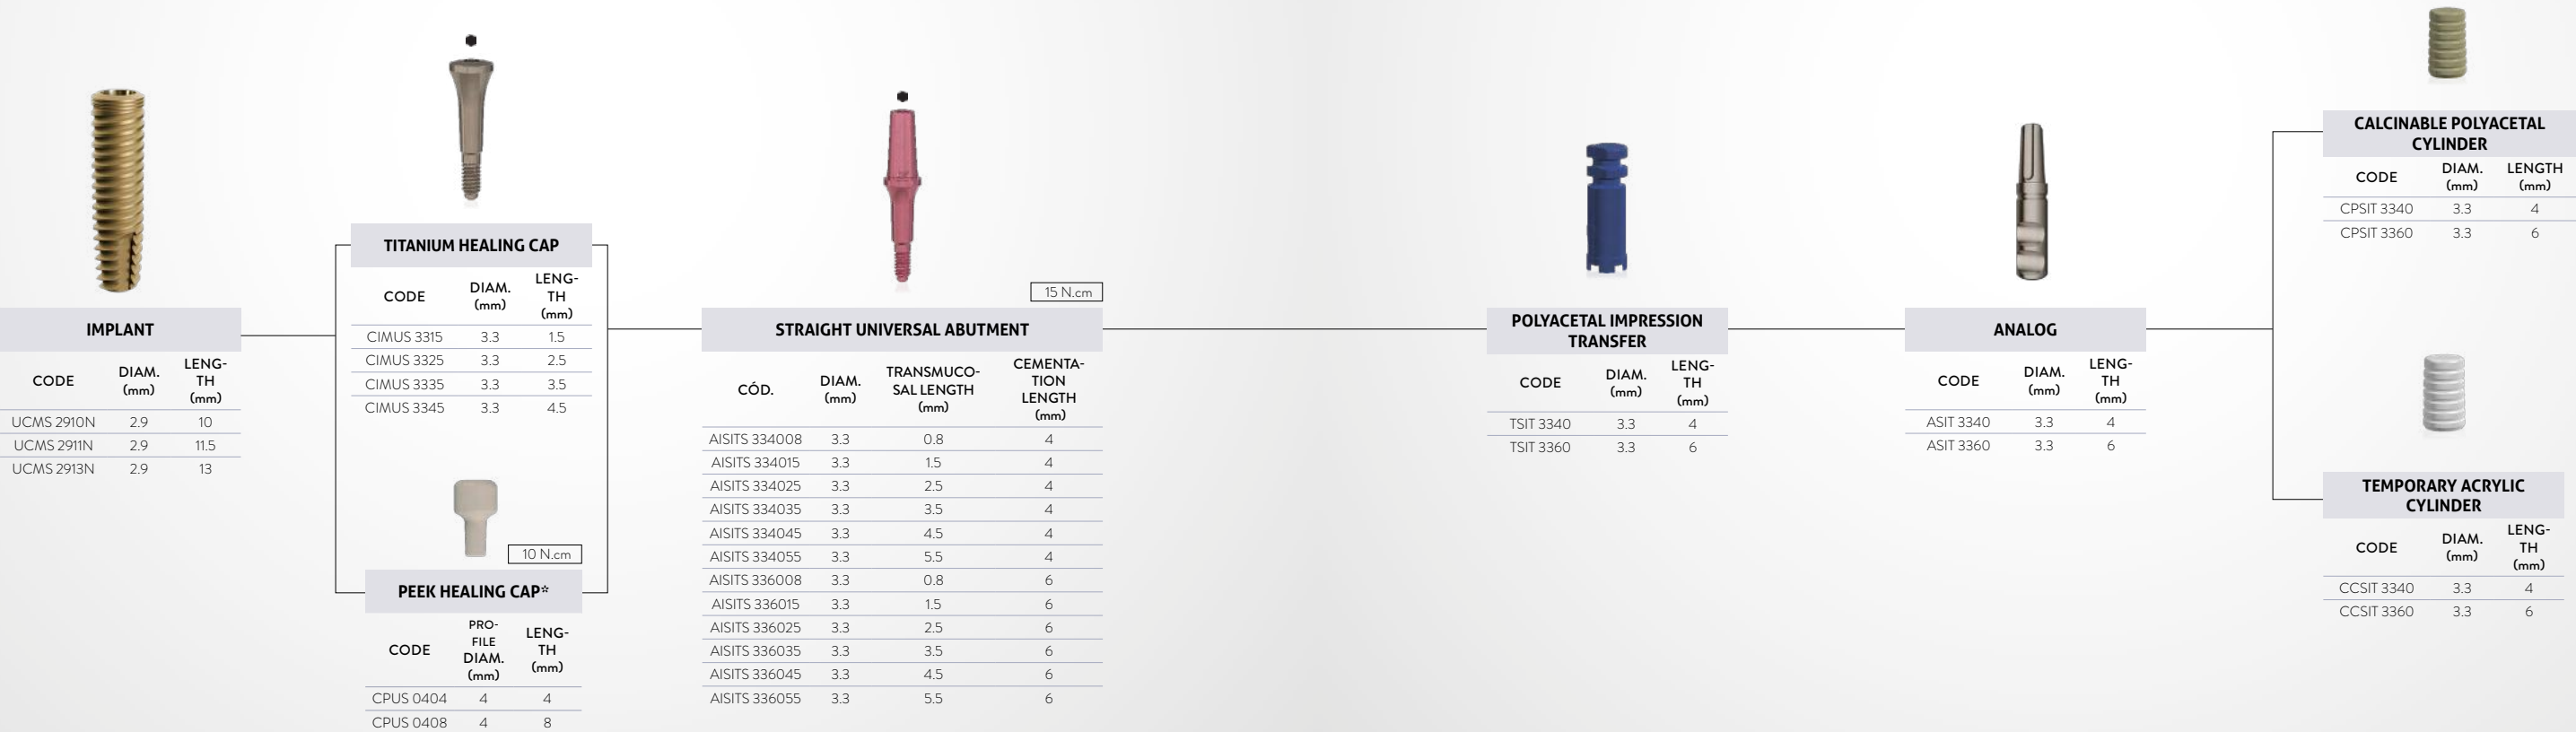 IMPLANT
CODE DIAM. (mm) LENG-TH (mm)
UCMS 2910N 2.9 10
UCMS 2911N 2.9 11.5
UCMS 2913N 2.9 13
TITANIUM HEALING CAP
CODE DIAM. (mm) LENG-TH (mm)
CIMUS 3315 3.3 1.5
CIMUS 3325 3.3 2.5
CIMUS 3335 3.3 3.5
CIMUS 3345 3.3 4.5
10 N.cm
PEEK HEALING CAP☆
CODE PRO-FILE DIAM. (mm) LENG-TH (mm)
CPUS 0404 4 4
CPUS 0408 4 8
15 N.cm
STRAIGHT UNIVERSAL ABUTMENT
CÓD. DIAM. (mm) TRANSMUCO-SAL LENGTH (mm) CEMENTA-TION LENGTH (mm)
AISITS 334008 3.3 0.8 4
AISITS 334015 3.3 1.5 4
AISITS 334025 3.3 2.5 4
AISITS 334035 3.3 3.5 4
AISITS 334045 3.3 4.5 4
AISITS 334055 3.3 5.5 4
AISITS 336008 3.3 0.8 6
AISITS 336015 3.3 1.5 6
AISITS 336025 3.3 2.5 6
AISITS 336035 3.3 3.5 6
AISITS 336045 3.3 4.5 6
AISITS 336055 3.3 5.5 6
POLYACETAL IMPRESSION
TRANSFER
CODE DIAM. (mm) LENG-TH (mm)
TSIT 3340 3.3 4
TSIT 3360 3.3 6
ANALOG
CODE DIAM. (mm) LENG-TH (mm)
ASIT 3340 3.3 4
ASIT 3360 3.3 6
CALCINABLE POLYACETAL
CYLINDER
CODE DIAM. (mm) LENGTH (mm)
CPSIT 3340 3.3 4
CPSIT 3360 3.3 6
TEMPORARY ACRYLIC
CYLINDER
CODE DIAM. (mm) LENG-TH (mm)
CCSIT 3340 3.3 4
CCSIT 3360 3.3 6